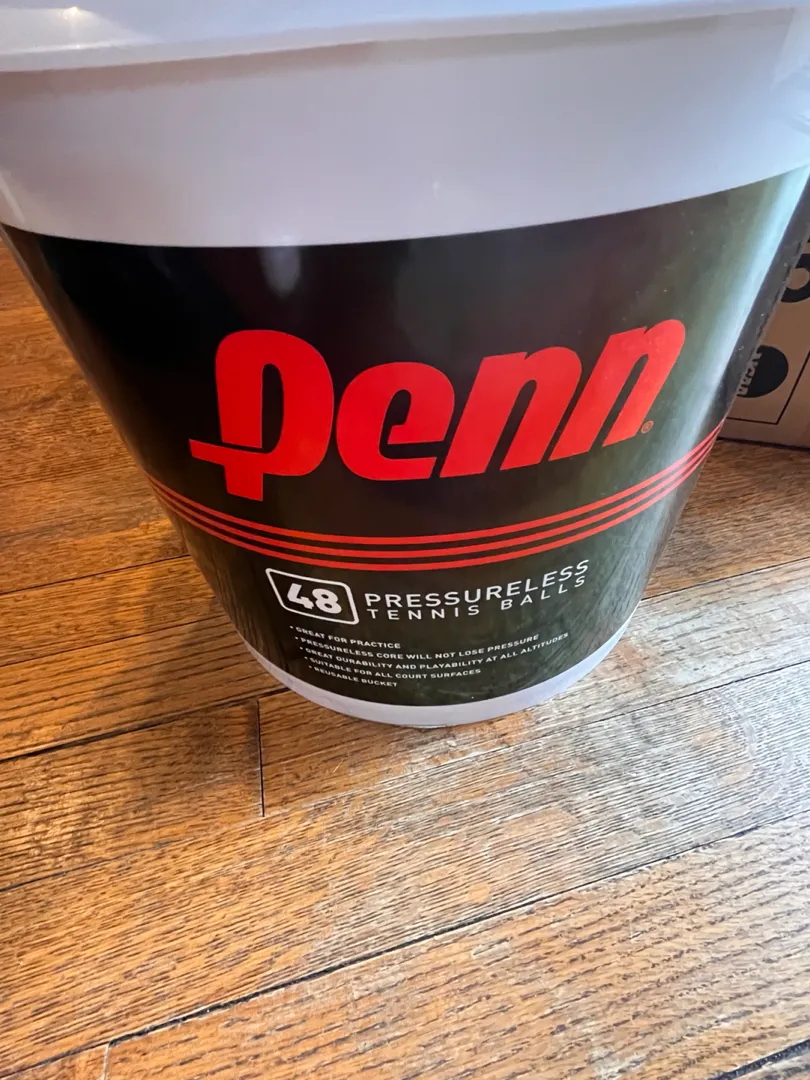 Penn®
48 PRESSURELESS
TENNIS BALLS
• GREAT FOR PRACTICE
• PRESSURELESS CORE WILL NOT LOSE PRESSURE
• GREAT DURABILITY AND PLAYABILITY AT ALL ALTITUDES
• SUITABLE FOR ALL COURT SURFACES
• REUSABLE BUCKET